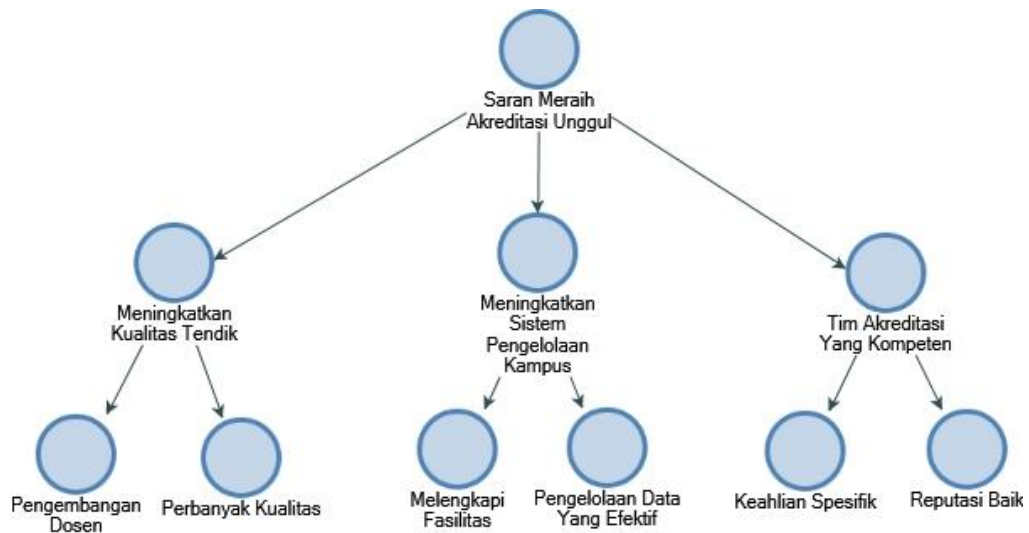 Saran Meraih
Akreditasi Unggul
Meningkatkan
Kualitas Tendik
Meningkatkan
Sistem
Pengelolaan
Kampus
Tim Akreditasi
Yang Kompeten
Pengembangan
Dosen
Perbanyak Kualitas
Melengkapi
Fasilitas
Pengelolaan Data
Yang Efektif
Keahlian Spesifik
Reputasi Baik